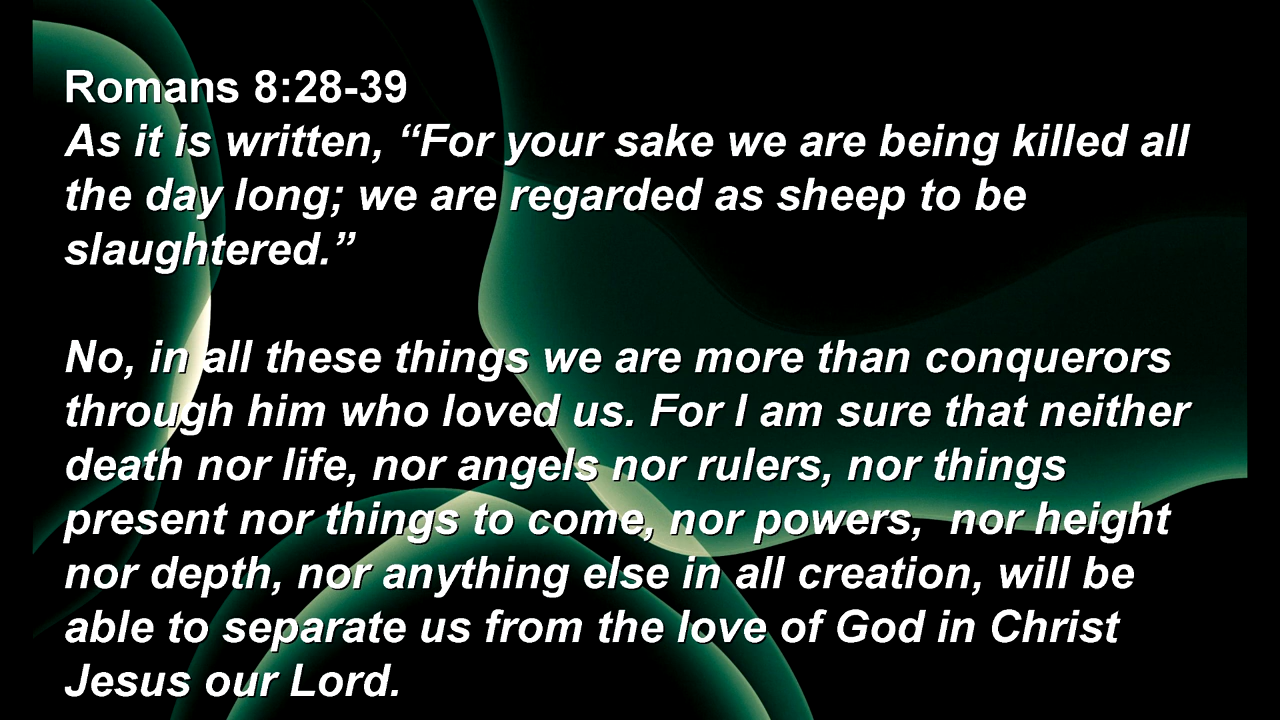 Romans 8:28-39
As it is written, “For your sake we are being killed all
the day long; we are regarded as sheep to be
slaughtered.”
No, in all these things we are more than conquerors
through him who loved us. For I am sure that neither
death nor life, nor angels nor rulers, nor things
present nor things to come, nor powers,  nor height
nor depth, nor anything else in all creation, will be
able to separate us from the love of God in Christ
Jesus our Lord.